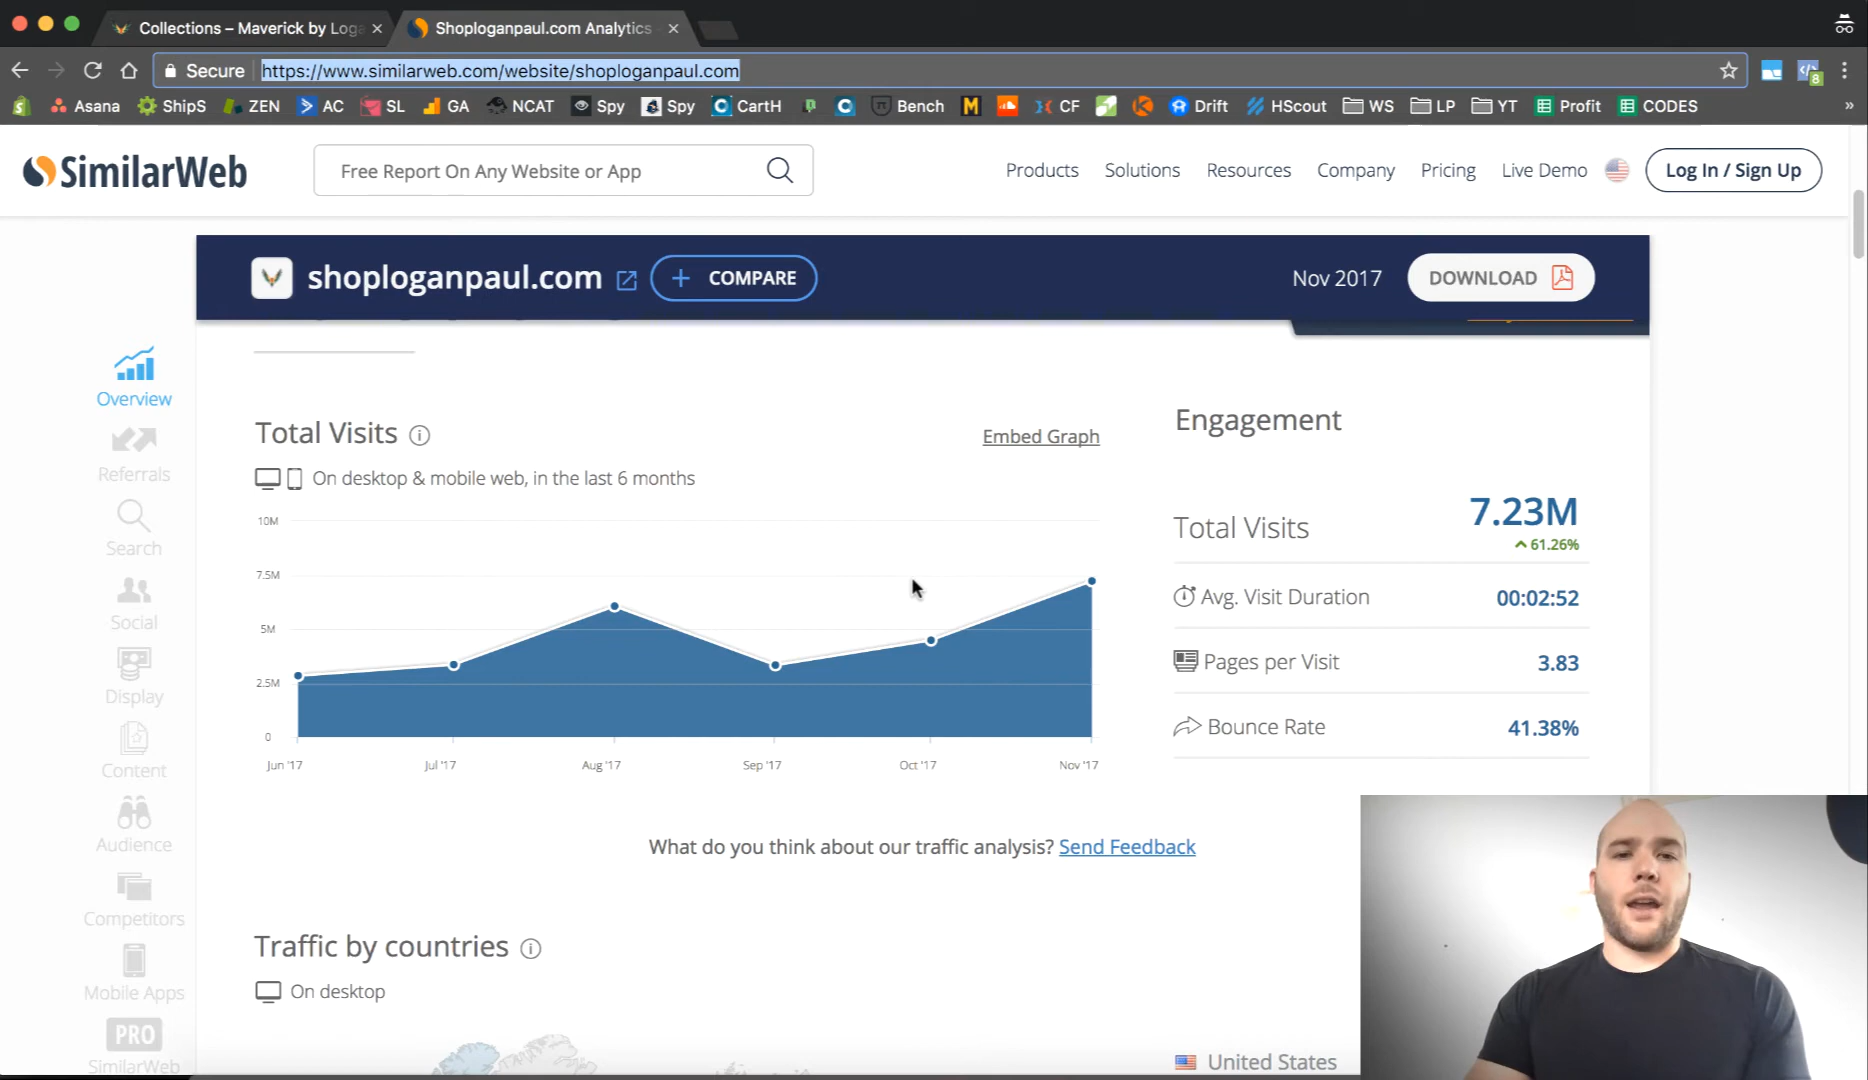 Collections – Maverick by Loga
Shoploganpaul.com Analytics
Secure
https://www.similarweb.com/website/shoploganpaul.com
8
Asana
ShipS
ZEN
AC
SL
GA
NCAT
Spy
Spy
CartH
Bench
CF
Drift
HScout
WS
LP
YT
Profit
CODES
»
SimilarWeb
Free Report On Any Website or App
Products
Solutions
Resources
Company
Pricing
Live Demo
Log In / Sign Up
shoploganpaul.com
+ COMPARE
Nov 2017
DOWNLOAD
Overview
Referrals
Search
Social
Display
Content
Audience
Competitors
Mobile Apps
PRO
SimilarWeb
Total Visits
Embed Graph
On desktop & mobile web, in the last 6 months
10M
7.5M
5M
2.5M
0
Jun '17
Jul '17
Aug '17
Sep '17
Oct '17
Nov '17
Engagement
Total Visits
7.23M
61.26%
Avg. Visit Duration
00:02:52
Pages per Visit
3.83
Bounce Rate
41.38%
What do you think about our traffic analysis? Send Feedback
Traffic by countries
On desktop
United States